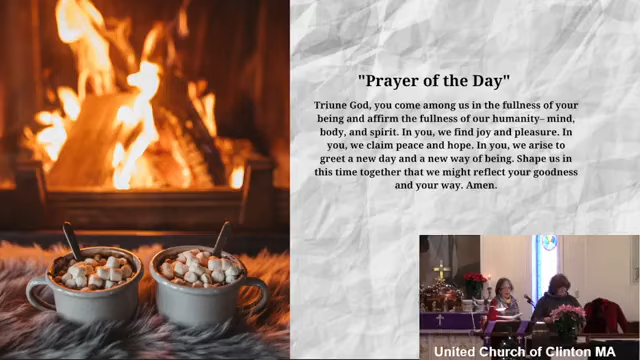 "Prayer of the Day"
Triune God, you come among us in the fullness of your
being and affirm the fullness of our humanity– mind,
body, and spirit. In you, we find joy and pleasure. In
you, we claim peace and hope. In you, we arise to
greet a new day and a new way of being. Shape us in
this time together that we might reflect your goodness
and your way. Amen.
United Church of Clinton MA